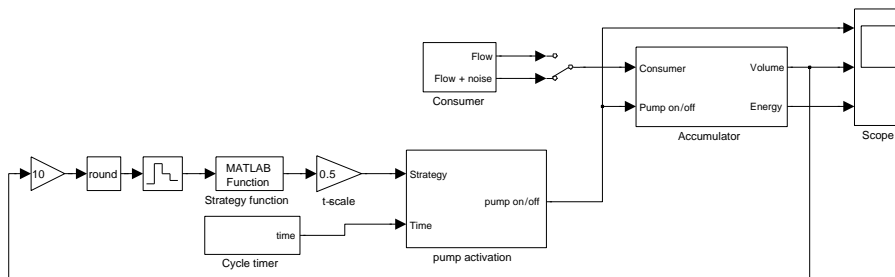 Flow
Flow + noise
Consumer
Consumer
Pump on/off
Volume
Energy
Accumulator
Scope
10
round
MATLAB
Function
Strategy function
0.5
t-scale
Strategy
Time
pump on/off
pump activation
time
Cycle timer